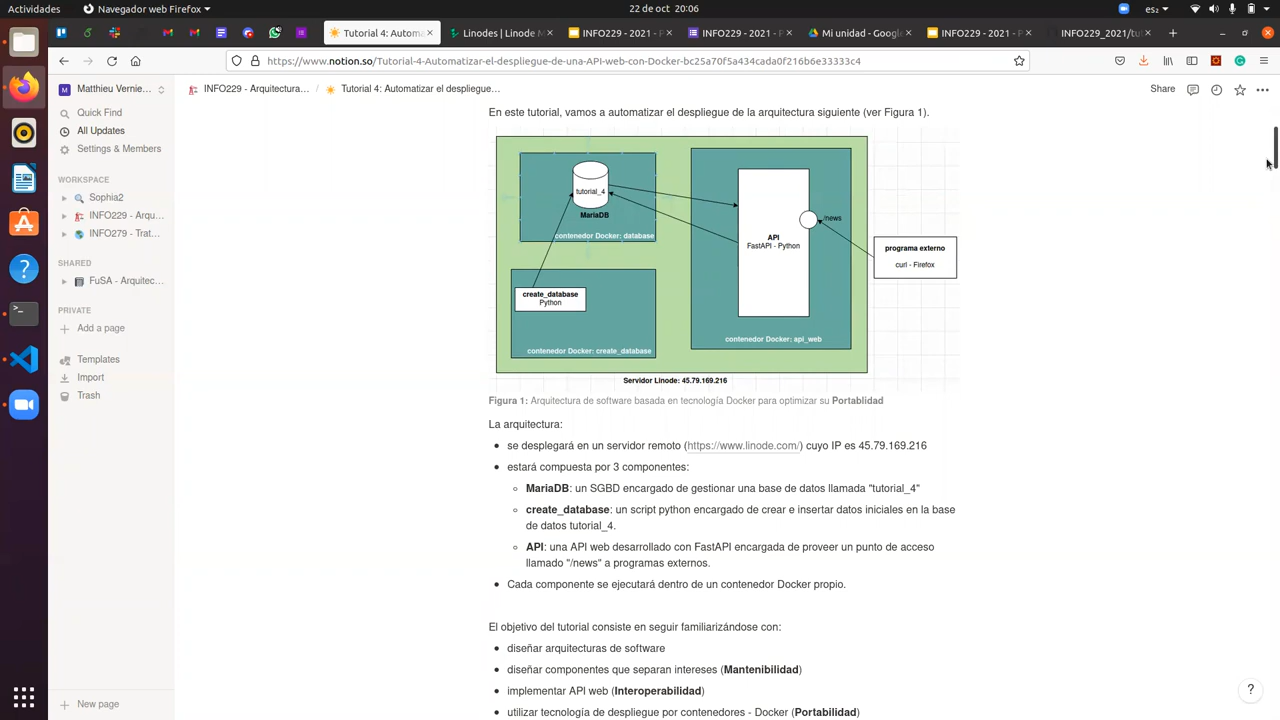 Actividades
Navegador web Firefox
22 de oct 20:06
es₂
Tutorial 4: Autom
Linodes | Linode M
INFO229 - 2021 - P
INFO229 - 2021 - P
API
Mi unidad - Google
INFO229 - 2021 - P
INFO229_2021/tut
https://www.notion.so/Tutorial-4-Automatizar-el-despliegue-de-una-API-web-con-Docker-bc25a70f5a434cada0f216b6e33333c4
Matthieu Vernie...
INFO229 - Arquitectura...
/
Tutorial 4: Automatizar el despliegue...
Share
Quick Find
All Updates
Settings & Members
WORKSPACE
Sophia2
INFO229 - Arqu...
INFO279 - Trat...
SHARED
FuSA - Arquitec...
PRIVATE
Add a page
Templates
Import
Trash
New page
En este tutorial, vamos a automatizar el despliegue de la arquitectura siguiente (ver Figura 1).
tutorial_4
MariaDB
contenedor Docker: database
create_database
Python
contenedor Docker: create_database
API
FastAPI - Python
/news
contenedor Docker: api_web
programa externo
curl - Firefox
Servidor Linode: 45.79.169.216
Figura 1: Arquitectura de software basada en tecnología Docker para optimizar su Portablidad
La arquitectura:
• se desplegará en un servidor remoto (https://www.linode.com/) cuyo IP es 45.79.169.216
• estará compuesta por 3 componentes:
◦ MariaDB: un SGBD encargado de gestionar una base de datos llamada "tutorial_4"
◦ create_database: un script python encargado de crear e insertar datos iniciales en la base
de datos tutorial_4.
◦ API: una API web desarrollado con FastAPI encargada de proveer un punto de acceso
llamado "/news" a programas externos.
• Cada componente se ejecutará dentro de un contenedor Docker propio.
El objetivo del tutorial consiste en seguir familiarizándose con:
• diseñar arquitecturas de software
• diseñar componentes que separan intereses (Mantenibilidad)
• implementar API web (Interoperabilidad)
• utilizar tecnología de despliegue por contenedores - Docker (Portabilidad)
?